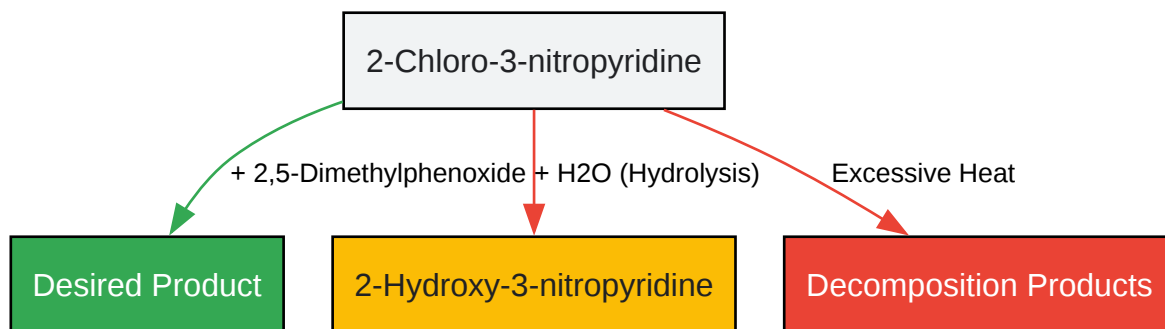 2-Chloro-3-nitropyridine
+ 2,5-Dimethylphenoxide
+ H2O (Hydrolysis)
Excessive Heat
Desired Product
2-Hydroxy-3-nitropyridine
Decomposition Products